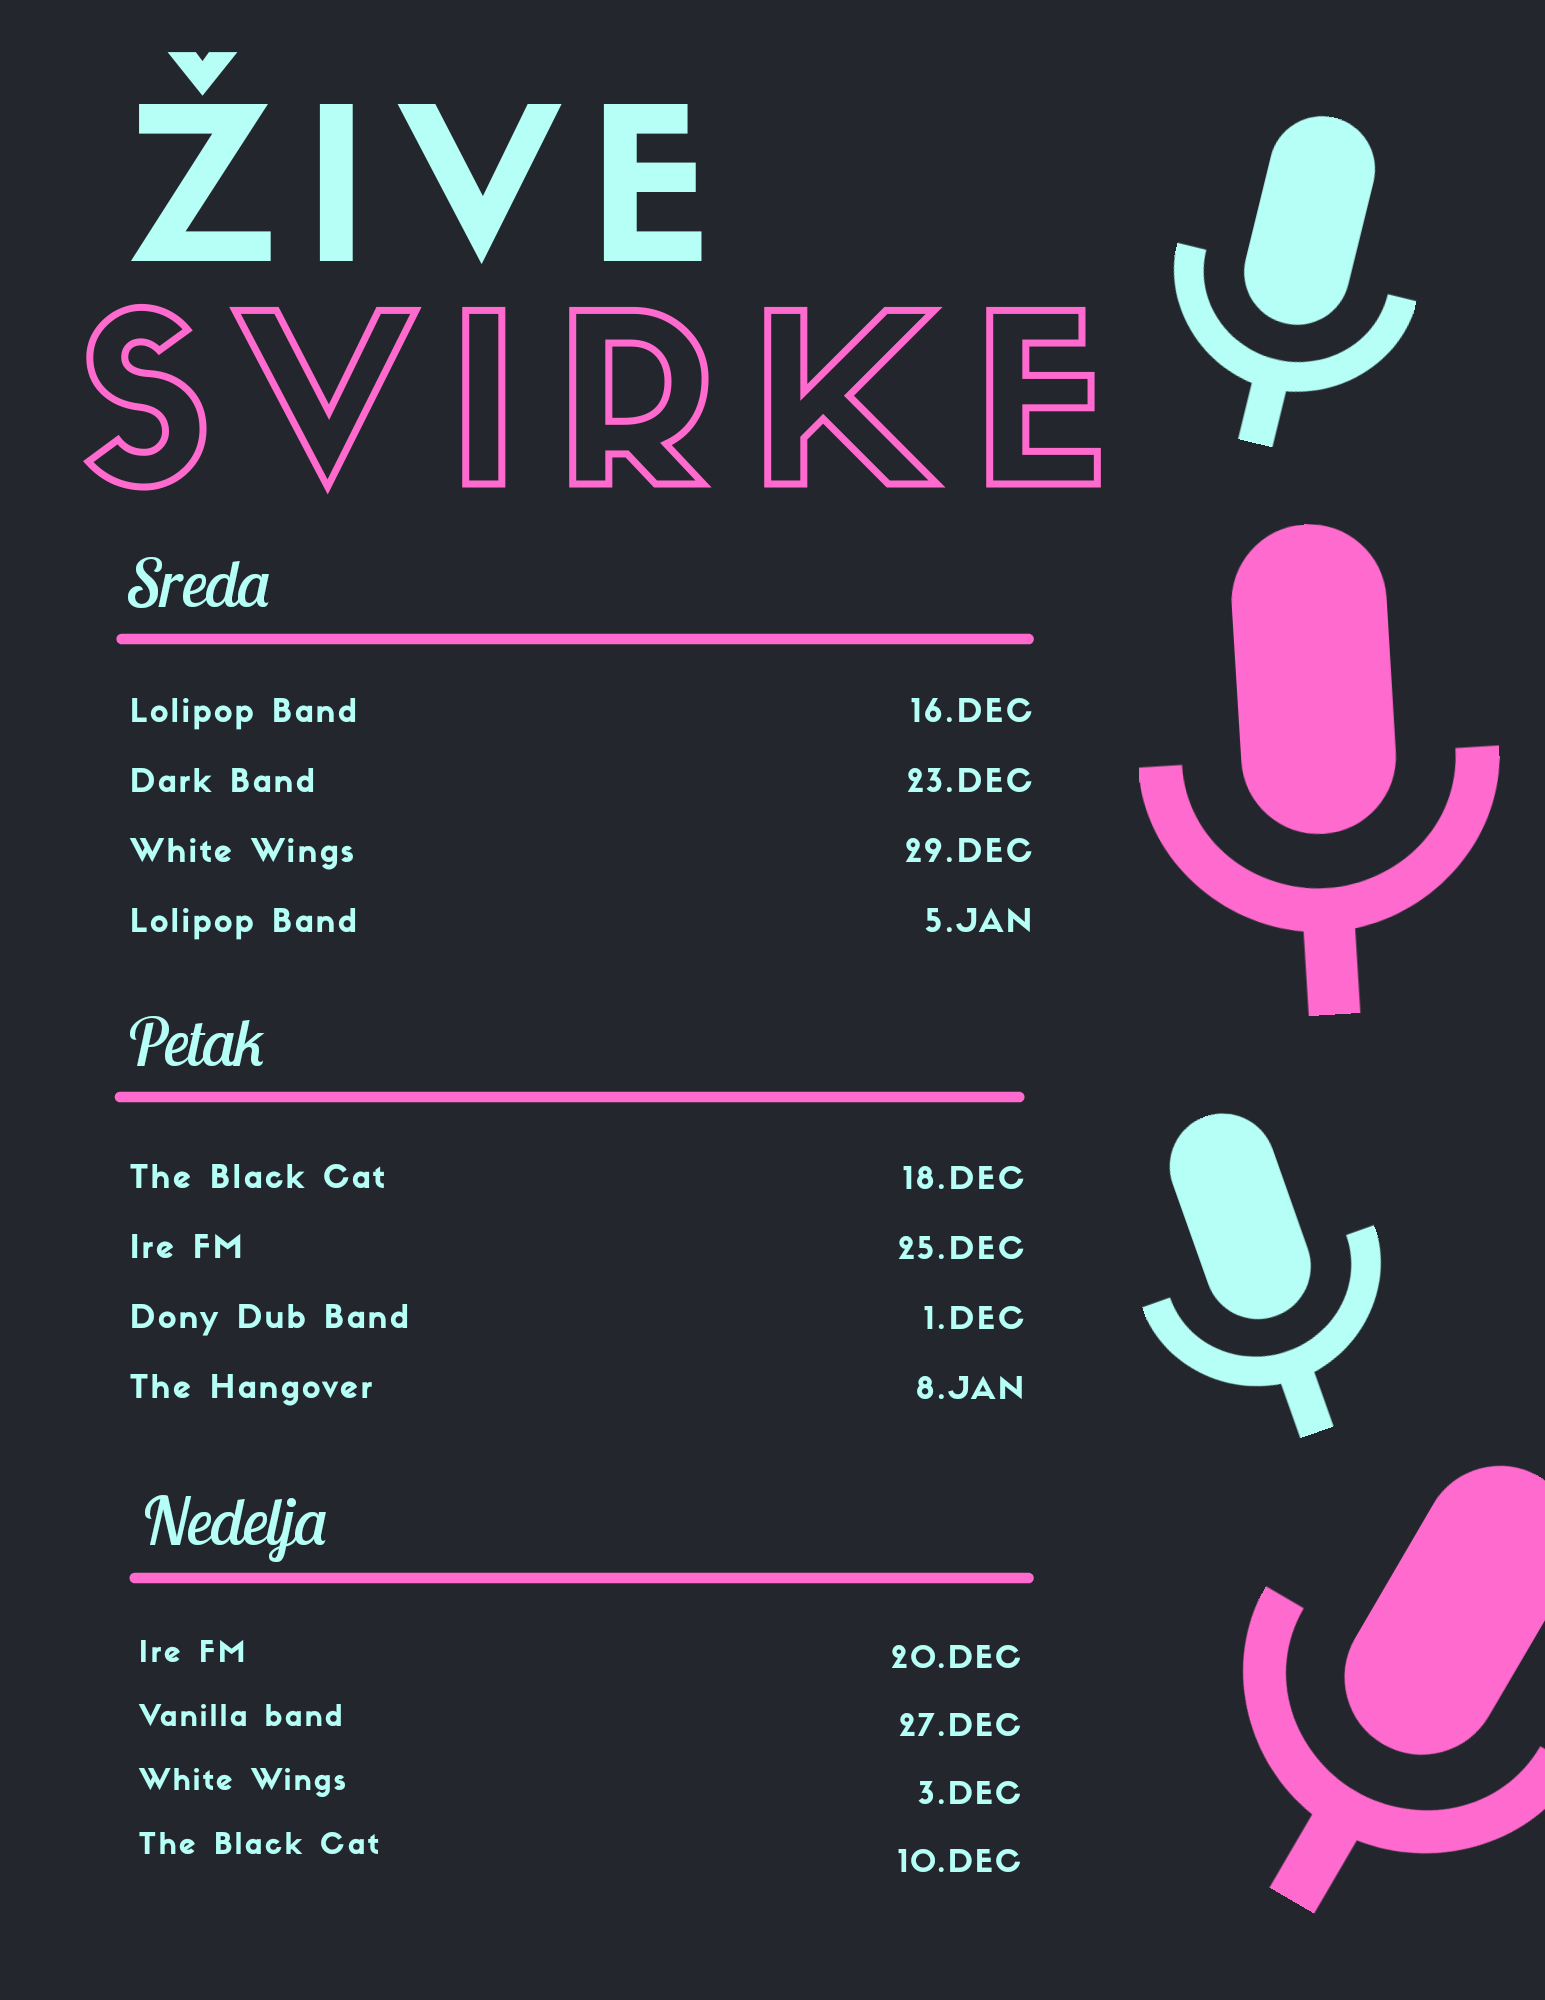 ŽIVE
SVIRKE
Sreda
Lolipop Band 16.DEC
Dark Band 23.DEC
White Wings 29.DEC
Lolipop Band 5.JAN
Petak
The Black Cat 18.DEC
Ire FM 25.DEC
Dony Dub Band 1.DEC
The Hangover 8.JAN
Nedelja
Ire FM 20.DEC
Vanilla band 27.DEC
White Wings 3.DEC
The Black Cat 10.DEC